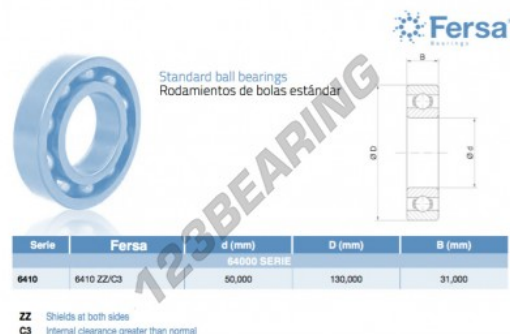 Fersa
Bearings
Standard ball bearings
Rodamientos de bolas estándar
B
Ø D
Ø d
123BEARING
Serie Fersa d (mm) D (mm) B (mm)
64000 SERIE
6410 6410 ZZ/C3 50,000 130,000 31,000
ZZ Shields at both sides
C3 Internal clearance greater than normal